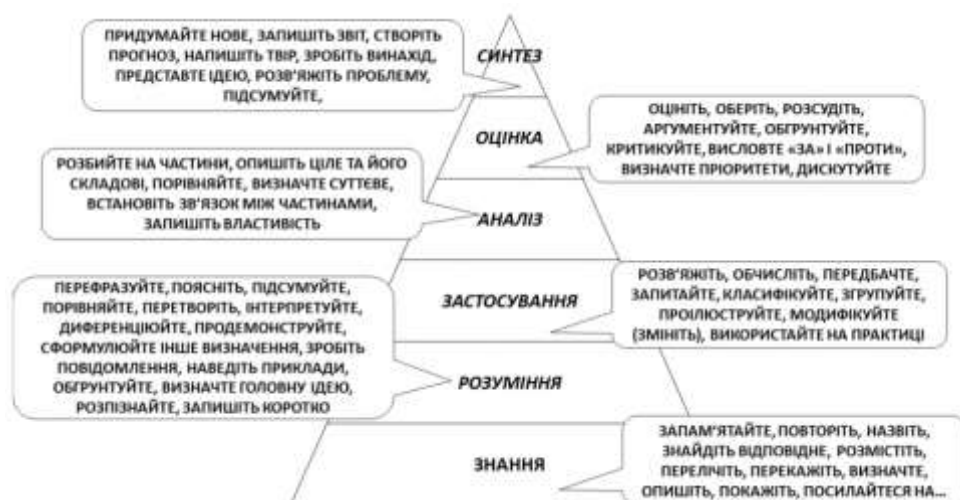 ПРИДУМАЙТЕ НОВЕ, ЗАПИШІТЬ ЗВІТ, СТВОРІТЬ
ПРОГНОЗ, НАПИШІТЬ ТВІР, ЗРОБІТЬ ВИНАХІД,
ПРЕДСТАВТЕ ІДЕЮ, РОЗВ'ЯЖІТЬ ПРОБЛЕМУ,
ПІДСУМУЙТЕ,
СИНТЕЗ
ОЦІНІТЬ, ОБЕРІТЬ, РОЗСУДІТЬ,
АРГУМЕНТУЙТЕ, ОБГРУНТУЙТЕ,
КРИТИКУЙТЕ, ВИСЛОВТЕ «ЗА» І «ПРОТИ»,
ВИЗНАЧТЕ ПРІОРИТЕТИ, ДИСКУТУЙТЕ
ОЦІНКА
РОЗБИЙТЕ НА ЧАСТИНИ, ОПИШІТЬ ЦІЛЕ ТА ЙОГО
СКЛАДОВІ, ПОРІВНЯЙТЕ, ВИЗНАЧТЕ СУТТЄВЕ,
ВСТАНОВІТЬ ЗВ'ЯЗОК МІЖ ЧАСТИНАМИ,
ЗАПИШІТЬ ВЛАСТИВІСТЬ
АНАЛІЗ
РОЗВ'ЯЖІТЬ, ОБЧИСЛІТЬ, ПЕРЕДБАЧТЕ,
ЗАПИТАЙТЕ, КЛАСИФІКУЙТЕ, ЗГРУПУЙТЕ,
ПРОІЛЮСТРУЙТЕ, МОДИФІКУЙТЕ
(ЗМІНІТЬ), ВИКОРИСТАЙТЕ НА ПРАКТИЦІ
ЗАСТОСУВАННЯ
ПЕРЕФРАЗУЙТЕ, ПОЯСНІТЬ, ПІДСУМУЙТЕ,
ПОРІВНЯЙТЕ, ПЕРЕТВОРІТЬ, ІНТЕРПРЕТУЙТЕ,
ДИФЕРЕНЦІЮЙТЕ, ПРОДЕМОНСТРУЙТЕ,
СФОРМУЛЮЙТЕ ІНШЕ ВИЗНАЧЕННЯ, ЗРОБІТЬ
ПОВІДОМЛЕННЯ, НАВЕДІТЬ ПРИКЛАДИ,
ОБГРУНТУЙТЕ, ВИЗНАЧТЕ ГОЛОВНУ ІДЕЮ,
РОЗПІЗНАЙТЕ, ЗАПИШІТЬ КОРОТКО
РОЗУМІННЯ
ЗАПАМ'ЯТАЙТЕ, ПОВТОРІТЬ, НАЗВІТЬ,
ЗНАЙДІТЬ ВІДПОВІДНЕ, РОЗМІСТІТЬ,
ПЕРЕЛІЧІТЬ, ПЕРЕКАЖІТЬ, ВИЗНАЧТЕ,
ОПИШІТЬ, ПОКАЖІТЬ, ПОСИЛАЙТЕСЯ НА...
ЗНАННЯ